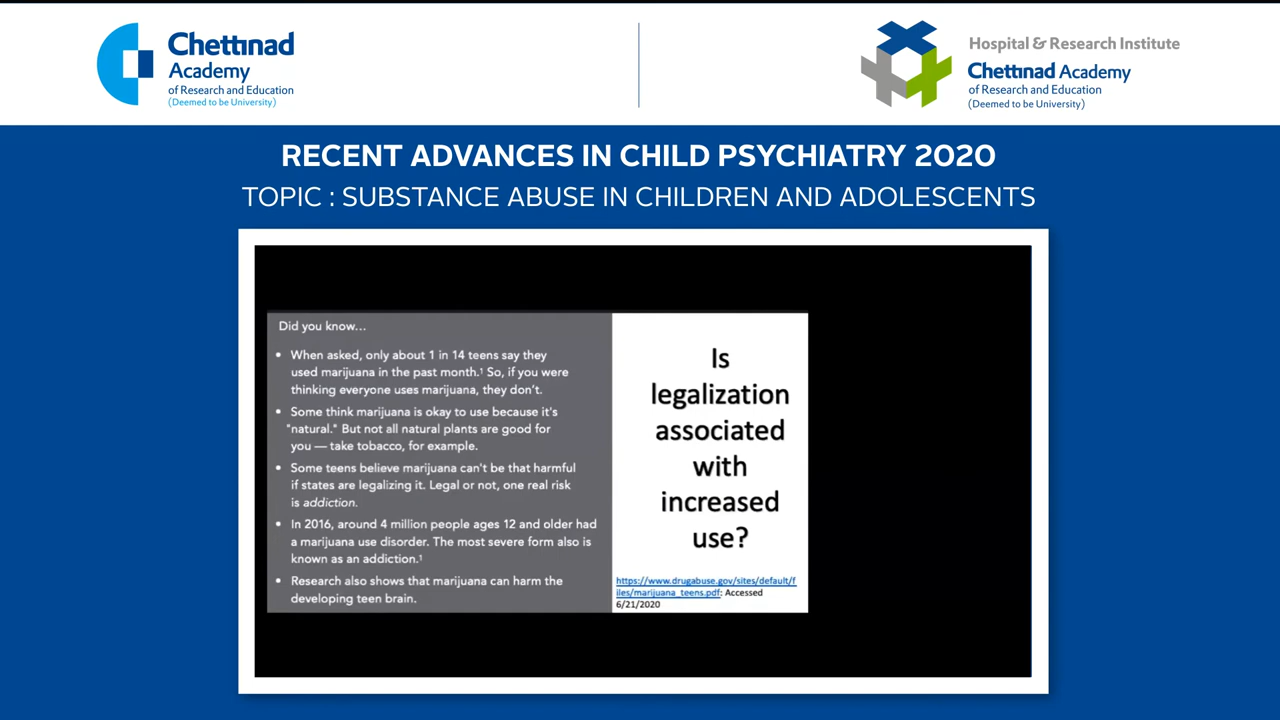 Chettinad
Academy
of Research and Education
(Deemed to be University)
Hospital & Research Institute
Chettinad Academy
of Research and Education
(Deemed to be University)
RECENT ADVANCES IN CHILD PSYCHIATRY 2020
TOPIC : SUBSTANCE ABUSE IN CHILDREN AND ADOLESCENTS
Did you know...
• When asked, only about 1 in 14 teens say they
used marijuana in the past month.¹ So, if you were
thinking everyone uses marijuana, they don't.
• Some think marijuana is okay to use because it's
"natural." But not all natural plants are good for
you — take tobacco, for example.
• Some teens believe marijuana can't be that harmful
if states are legalizing it. Legal or not, one real risk
is addiction.
• In 2016, around 4 million people ages 12 and older had
a marijuana use disorder. The most severe form also is
known as an addiction.¹
• Research also shows that marijuana can harm the
developing teen brain.
Is
legalization
associated
with
increased
use?
https://www.drugabuse.gov/sites/default/f
iles/marijuana_teens.pdf: Accessed
6/21/2020